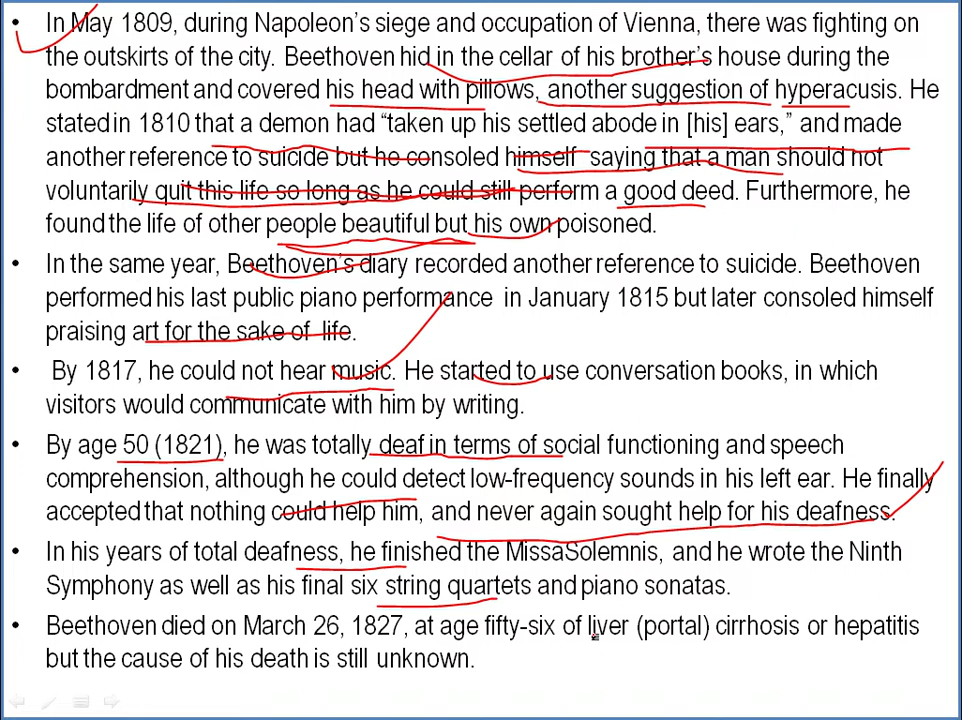 • In May 1809, during Napoleon’s siege and occupation of Vienna, there was fighting on
the outskirts of the city. Beethoven hid in the cellar of his brother’s house during the
bombardment and covered his head with pillows, another suggestion of hyperacusis. He
stated in 1810 that a demon had “taken up his settled abode in [his] ears,” and made
another reference to suicide but he consoled himself saying that a man should not
voluntarily quit this life so long as he could still perform a good deed. Furthermore, he
found the life of other people beautiful but his own poisoned.
• In the same year, Beethoven’s diary recorded another reference to suicide. Beethoven
performed his last public piano performance in January 1815 but later consoled himself
praising art for the sake of life.
• By 1817, he could not hear music. He started to use conversation books, in which
visitors would communicate with him by writing.
• By age 50 (1821), he was totally deaf in terms of social functioning and speech
comprehension, although he could detect low-frequency sounds in his left ear. He finally
accepted that nothing could help him, and never again sought help for his deafness.
• In his years of total deafness, he finished the MissaSolemnis, and he wrote the Ninth
Symphony as well as his final six string quartets and piano sonatas.
• Beethoven died on March 26, 1827, at age fifty-six of liver (portal) cirrhosis or hepatitis
but the cause of his death is still unknown.